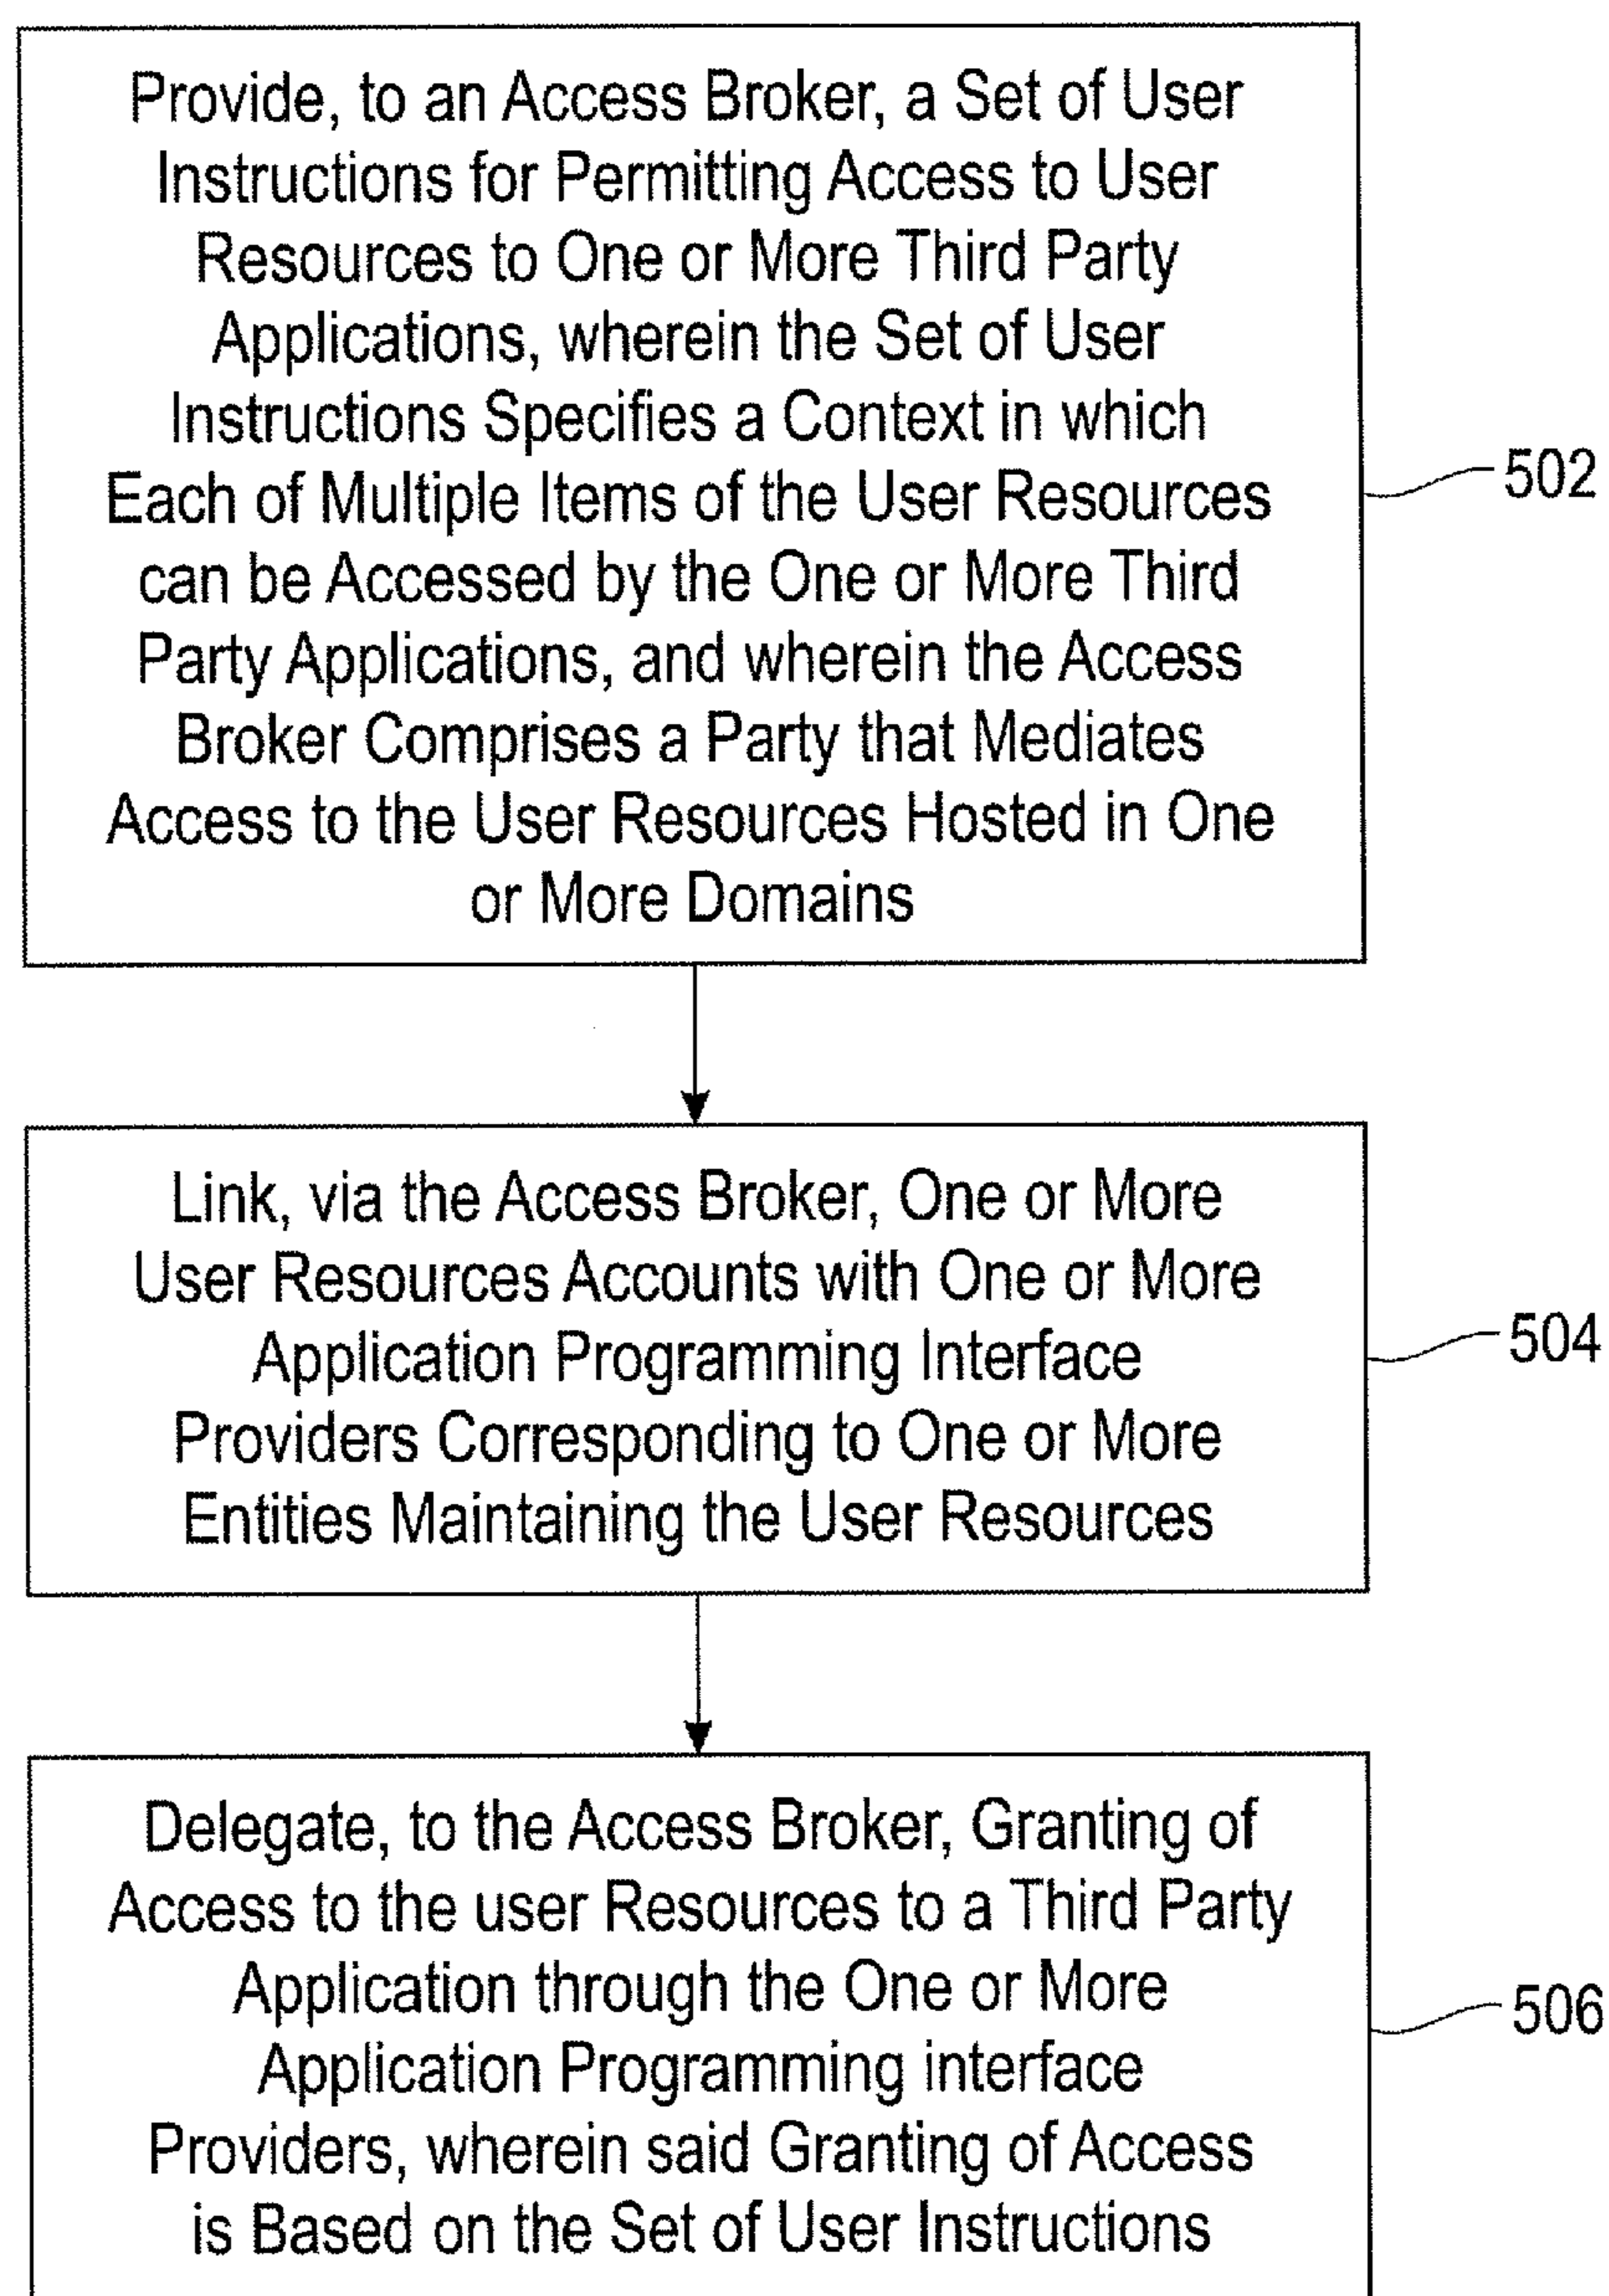 Provide, to an Access Broker, a Set of User
Instructions for Permitting Access to User
Resources to One or More Third Party
Applications, wherein the Set of User
Instructions Specifies a Context in which
Each of Multiple Items of the User Resources
can be Accessed by the One or More Third
Party Applications, and wherein the Access
Broker Comprises a Party that Mediates
Access to the User Resources Hosted in One
or More Domains
502
Link, via the Access Broker, One or More
User Resources Accounts with One or More
Application Programming Interface
Providers Corresponding to One or More
Entities Maintaining the User Resources
504
Delegate, to the Access Broker, Granting of
Access to the user Resources to a Third Party
Application through the One or More
Application Programming interface
Providers, wherein said Granting of Access
is Based on the Set of User Instructions
506